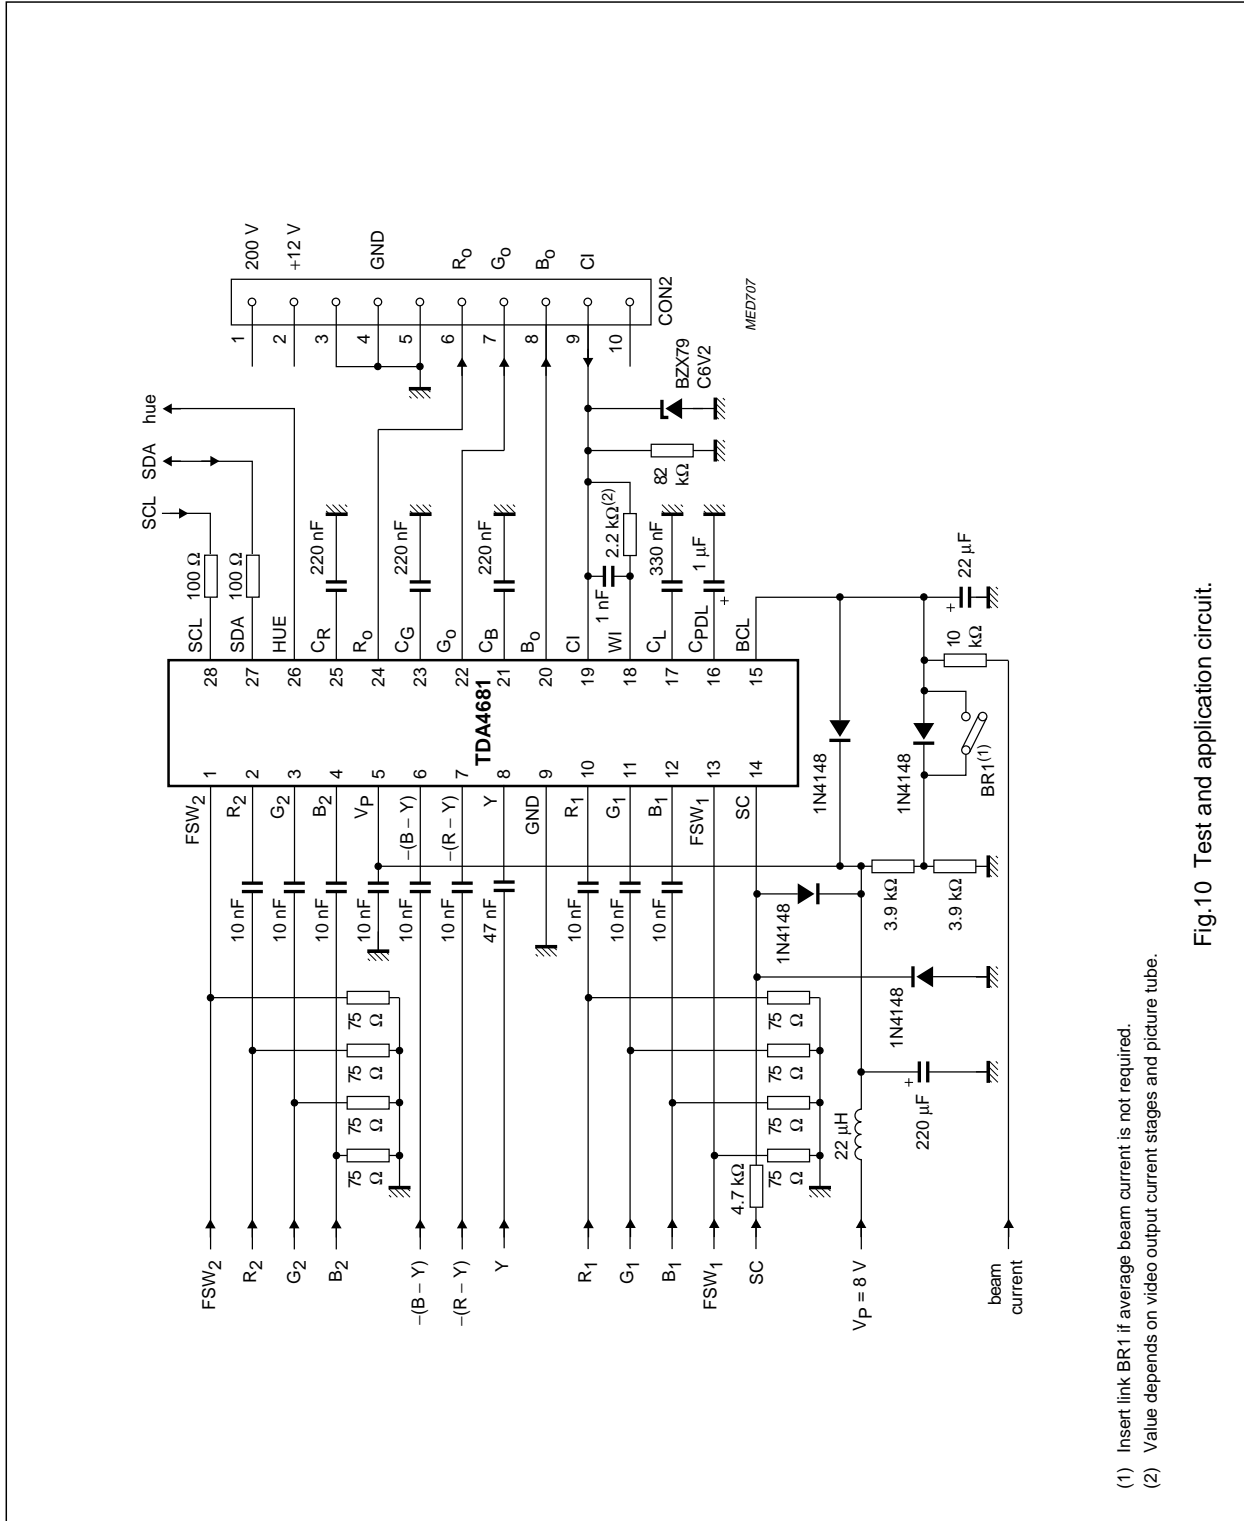 SCL
SDA
hue
200 V
+12 V
GND
R0
G0
B0
CI
CON2
1
2
3
4
5
6
7
8
9
10
MED707
100 Ω
100 Ω
220 nF
220 nF
220 nF
1 nF
2.2 kΩ(2)
82
kΩ
BZX79
C6V2
330 nF
1 µF
+
22 µF
+
10
kΩ
SCL
SDA
HUE
CR
Ro
CG
Go
CB
Bo
CI
WI
CL
CPDL
BCL
28
27
26
25
24
23
22
21
20
19
18
17
16
15
TDA4681
1
2
3
4
5
6
7
8
9
10
11
12
13
14
FSW2
R2
G2
B2
VP
−(B − Y)
−(R − Y)
Y
GND
R1
G1
B1
FSW1
SC
10 nF
10 nF
10 nF
10 nF
10 nF
10 nF
47 nF
10 nF
10 nF
10 nF
1N4148
1N4148
BR1(1)
1N4148
3.9 kΩ
3.9 kΩ
1N4148
75
Ω
75
Ω
75
Ω
75
Ω
75
Ω
75
Ω
75
Ω
75
Ω
4.7 kΩ
22 µH
+
220 µF
FSW2
R2
G2
B2
−(B − Y)
−(R − Y)
Y
R1
G1
B1
FSW1
SC
VP = 8 V
beam
current
(1) Insert link BR1 if average beam current is not required.
(2) Value depends on video output current stages and picture tube.
Fig.10 Test and application circuit.